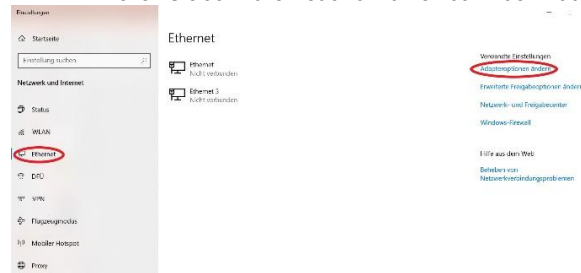 Einstellungen
Startseite
Einstellung suchen
Netzwerk und Internet
Status
WLAN
Ethernet
DFÜ
VPN
Flugzeugmodus
Mobiler Hotspot
Proxy
Ethernet
Ethernet
Nicht verbunden
Ethernet 3
Nicht verbunden
Verwandte Einstellungen
Adapteroptionen ändern
Erweiterte Freigabeoptionen ändern
Netzwerk- und Freigabecenter
Windows-Firewall
Hilfe aus dem Web
Beheben von
Netzwerkverbindungsproblemen